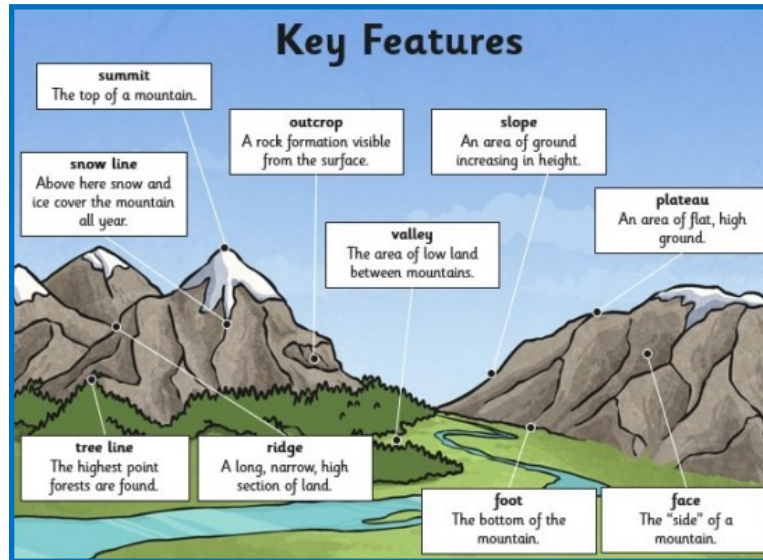 Key Features
summit
The top of a mountain.
outcrop
A rock formation visible
from the surface.
slope
An area of ground
increasing in height.
snow line
Above here snow and
ice cover the mountain
all year.
plateau
An area of flat, high
ground.
valley
The area of low land
between mountains.
tree line
The highest point
forests are found.
ridge
A long, narrow, high
section of land.
foot
The bottom of the
mountain.
face
The “side” of a
mountain.